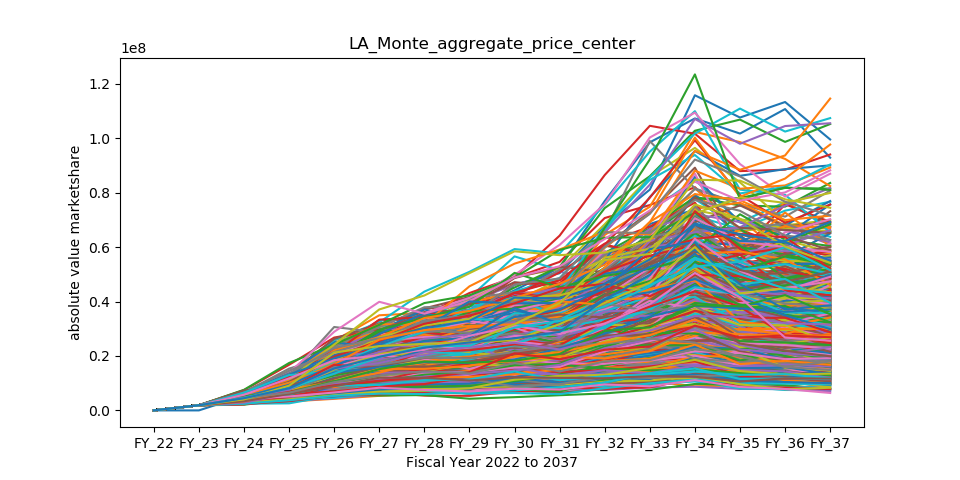 LA_Monte_aggregate_price_center
1e8
1.2
1.0
0.8
0.6
0.4
0.2
0.0
absolute value marketshare
FY_22 FY_23 FY_24 FY_25 FY_26 FY_27 FY_28 FY_29 FY_30 FY_31 FY_32 FY_33 FY_34 FY_35 FY_36 FY_37
Fiscal Year 2022 to 2037